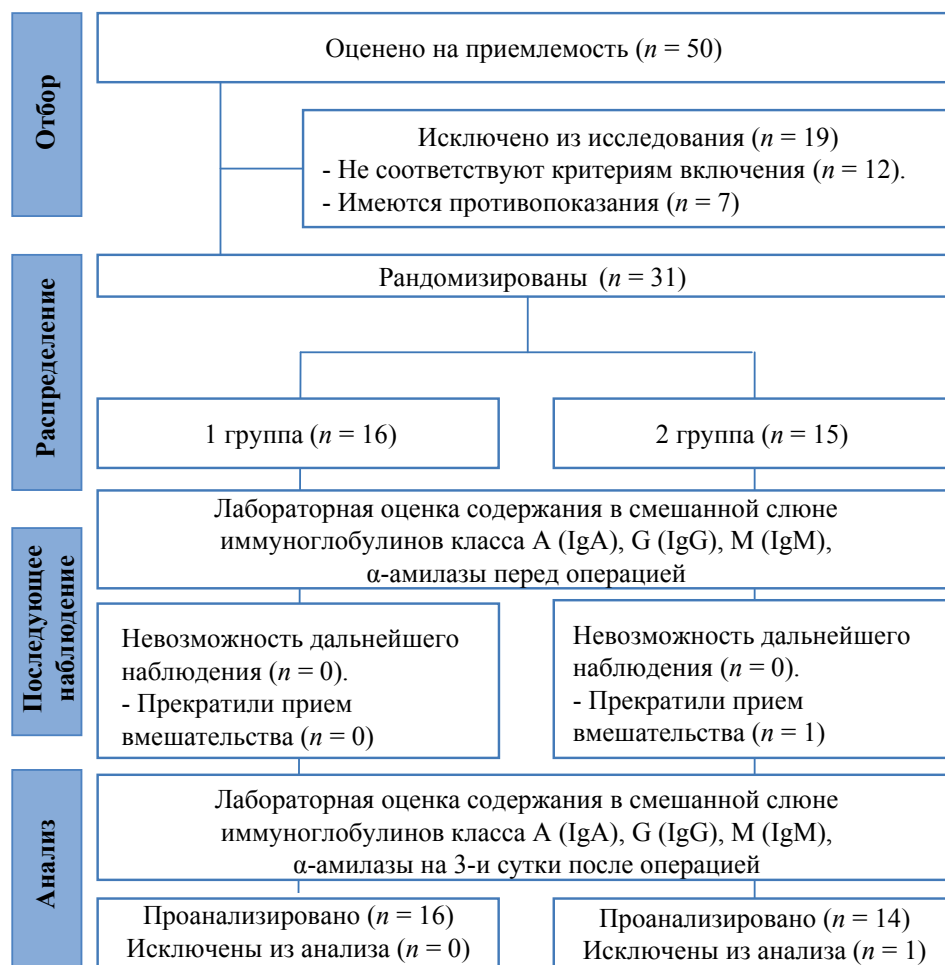 Отбор
Оценено на приемлемость (n = 50)
Исключено из исследования (n = 19)
- Не соответствуют критериям включения (n = 12).
- Имеются противопоказания (n = 7)
Распределение
Рандомизированы (n = 31)
1 группа (n = 16)
2 группа (n = 15)
Лабораторная оценка содержания в смешанной слюне
иммуноглобулинов класса A (IgA), G (IgG), M (IgM),
α-амилазы перед операцией
Последующее
наблюдение
Невозможность дальнейшего
наблюдения (n = 0).
- Прекратили прием
вмешательства (n = 0)
Невозможность дальнейшего
наблюдения (n = 0).
- Прекратили прием
вмешательства (n = 1)
Анализ
Лабораторная оценка содержания в смешанной слюне
иммуноглобулинов класса A (IgA), G (IgG), M (IgM),
α-амилазы на 3-и сутки после операцией
Проанализировано (n = 16)
Исключены из анализа (n = 0)
Проанализировано (n = 14)
Исключены из анализа (n = 1)